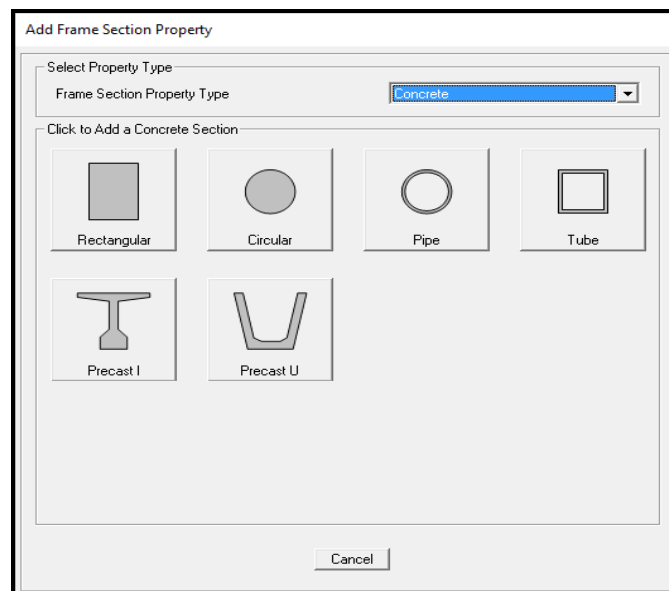 Add Frame Section Property
Select Property Type
Frame Section Property Type
Concrete
Click to Add a Concrete Section
Rectangular
Circular
Pipe
Tube
Precast I
Precast U
Cancel